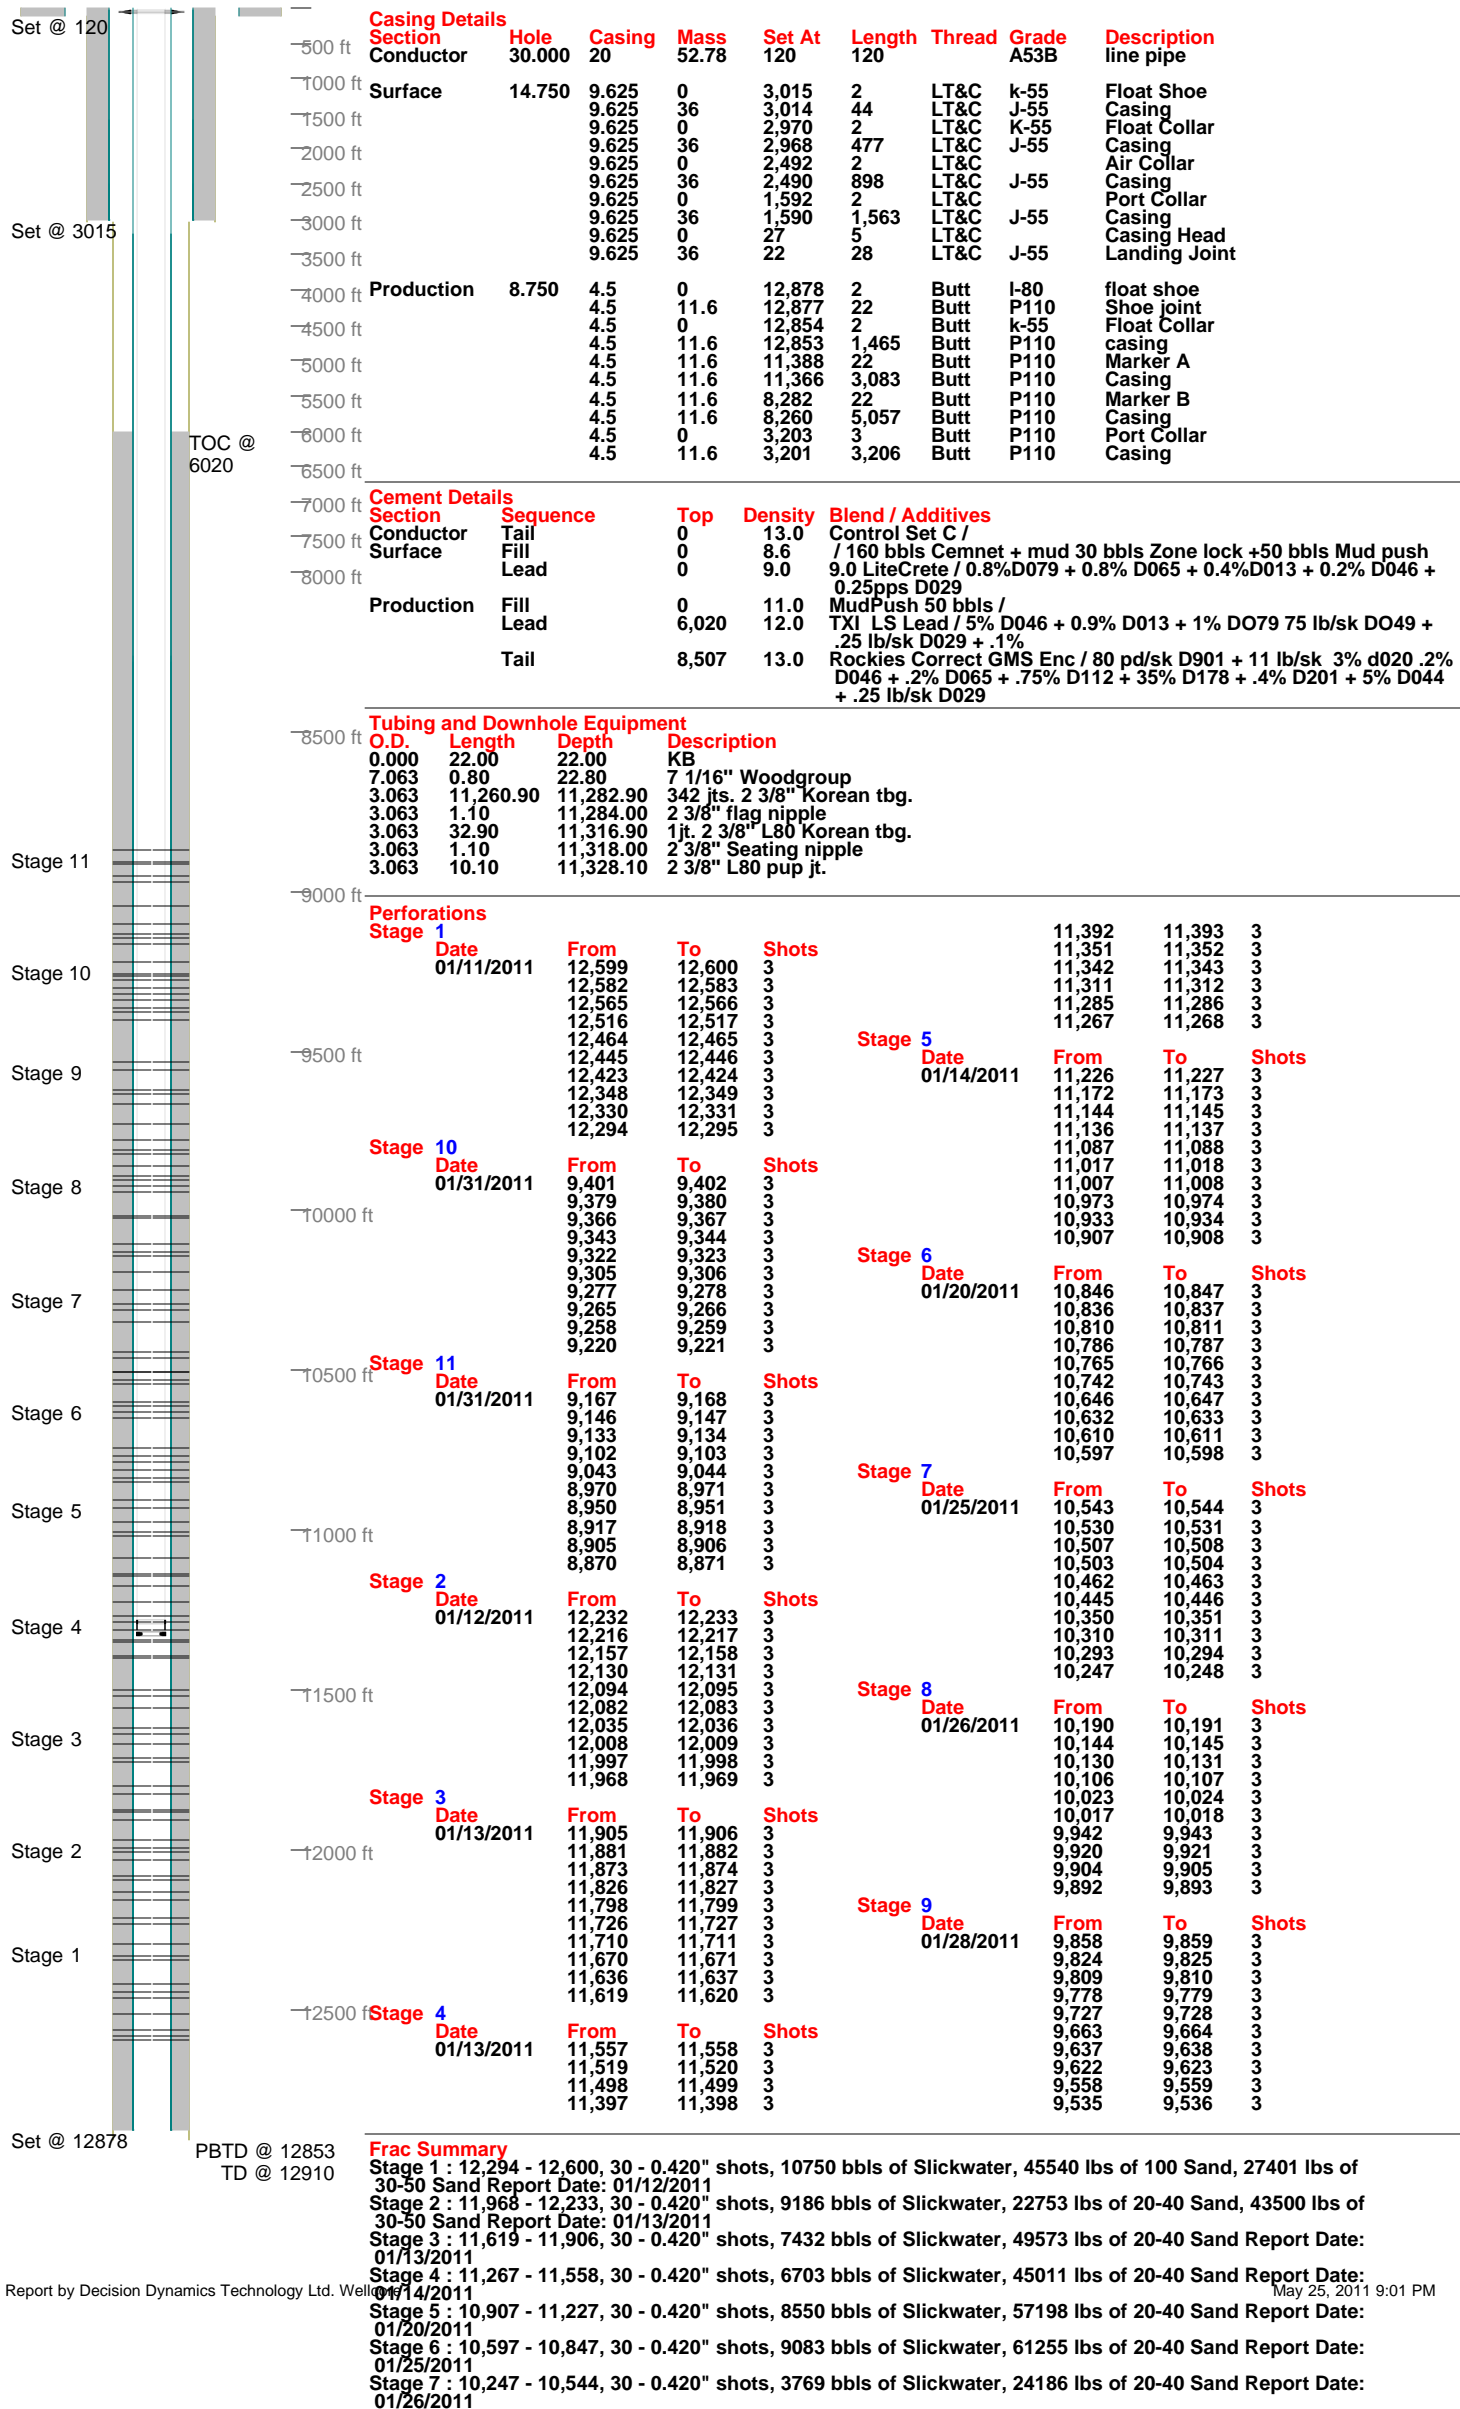 Set @ 120
Set @ 3015
TOC @
6020
Stage 11
Stage 10
Stage 9
Stage 8
Stage 7
Stage 6
Stage 5
Stage 4
Stage 3
Stage 2
Stage 1
Set @ 12878
PBTD @ 12853
TD @ 12910
500 ft
1000 ft
1500 ft
2000 ft
2500 ft
3000 ft
3500 ft
4000 ft
4500 ft
5000 ft
5500 ft
6000 ft
6500 ft
7000 ft
7500 ft
8000 ft
8500 ft
9000 ft
9500 ft
10000 ft
10500 ft
11000 ft
11500 ft
12000 ft
12500 ft
Casing Details
Section Hole Casing Mass Set At Length Thread Grade Description
Conductor 30.000 20 52.78 120 120 A53B line pipe
Surface 14.750 9.625 0 3,015 2 LT&C k-55 Float Shoe
9.625 36 3,014 44 LT&C J-55 Casing
9.625 0 2,970 2 LT&C K-55 Float Collar
9.625 36 2,968 477 LT&C J-55 Casing
9.625 0 2,492 2 LT&C Air Collar
9.625 36 2,490 898 LT&C J-55 Casing
9.625 0 1,592 2 LT&C Port Collar
9.625 36 1,590 1,563 LT&C J-55 Casing
9.625 0 27 5 LT&C Casing Head
9.625 36 22 28 LT&C J-55 Landing Joint
Production 8.750 4.5 0 12,878 2 Butt I-80 float shoe
4.5 11.6 12,877 22 Butt P110 Shoe joint
4.5 0 12,854 2 Butt k-55 Float Collar
4.5 11.6 12,853 1,465 Butt P110 casing
4.5 11.6 11,388 22 Butt P110 Marker A
4.5 11.6 11,366 3,083 Butt P110 Casing
4.5 11.6 8,282 22 Butt P110 Marker B
4.5 11.6 8,260 5,057 Butt P110 Casing
4.5 0 3,203 3 Butt P110 Port Collar
4.5 11.6 3,201 3,206 Butt P110 Casing
Cement Details
Section Sequence Top Density Blend / Additives
Conductor Tail 0 13.0 Control Set C /
Surface Fill 0 8.6 / 160 bbls Cemnet + mud 30 bbls Zone lock +50 bbls Mud push
Lead 0 9.0 9.0 LiteCrete / 0.8%D079 + 0.8% D065 + 0.4%D013 + 0.2% D046 +
0.25pps D029
Production Fill 0 11.0 MudPush 50 bbls /
Lead 6,020 12.0 TXI LS Lead / 5% D046 + 0.9% D013 + 1% DO79 75 lb/sk DO49 +
.25 lb/sk D029 + .1%
Tail 8,507 13.0 Rockies Correct GMS Enc / 80 pd/sk D901 + 11 lb/sk 3% d020 .2%
D046 + .2% D065 + .75% D112 + 35% D178 + .4% D201 + 5% D044
+ .25 lb/sk D029
Tubing and Downhole Equipment
O.D. Length Depth Description
0.000 22.00 22.00 KB
7.063 0.80 22.80 7 1/16" Woodgroup
3.063 11,260.90 11,282.90 342 jts. 2 3/8" Korean tbg.
3.063 1.10 11,284.00 2 3/8" flag nipple
3.063 32.90 11,316.90 1jt. 2 3/8" L80 Korean tbg.
3.063 1.10 11,318.00 2 3/8" Seating nipple
3.063 10.10 11,328.10 2 3/8" L80 pup jt.
Perforations
Stage 1
Date From To Shots
01/11/2011 12,599 12,600 3
12,582 12,583 3
12,565 12,566 3
12,516 12,517 3
12,464 12,465 3
12,445 12,446 3
12,423 12,424 3
12,348 12,349 3
12,330 12,331 3
12,294 12,295 3
Stage 10
Date From To Shots
01/31/2011 9,401 9,402 3
9,379 9,380 3
9,366 9,367 3
9,343 9,344 3
9,322 9,323 3
9,305 9,306 3
9,277 9,278 3
9,265 9,266 3
9,258 9,259 3
9,220 9,221 3
Stage 11
Date From To Shots
01/31/2011 9,167 9,168 3
9,146 9,147 3
9,133 9,134 3
9,102 9,103 3
9,043 9,044 3
8,970 8,971 3
8,950 8,951 3
8,917 8,918 3
8,905 8,906 3
8,870 8,871 3
Stage 2
Date From To Shots
01/12/2011 12,232 12,233 3
12,216 12,217 3
12,157 12,158 3
12,130 12,131 3
12,094 12,095 3
12,082 12,083 3
12,035 12,036 3
12,008 12,009 3
11,997 11,998 3
11,968 11,969 3
Stage 3
Date From To Shots
01/13/2011 11,905 11,906 3
11,881 11,882 3
11,873 11,874 3
11,826 11,827 3
11,798 11,799 3
11,726 11,727 3
11,710 11,711 3
11,670 11,671 3
11,636 11,637 3
11,619 11,620 3
Stage 4
Date From To Shots
01/13/2011 11,557 11,558 3
11,519 11,520 3
11,498 11,499 3
11,397 11,398 3
11,392 11,393 3
11,351 11,352 3
11,342 11,343 3
11,311 11,312 3
11,285 11,286 3
11,267 11,268 3
Stage 5
Date From To Shots
01/14/2011 11,226 11,227 3
11,172 11,173 3
11,144 11,145 3
11,136 11,137 3
11,087 11,088 3
11,017 11,018 3
11,007 11,008 3
10,973 10,974 3
10,933 10,934 3
10,907 10,908 3
Stage 6
Date From To Shots
01/20/2011 10,846 10,847 3
10,836 10,837 3
10,810 10,811 3
10,786 10,787 3
10,765 10,766 3
10,742 10,743 3
10,646 10,647 3
10,632 10,633 3
10,610 10,611 3
10,597 10,598 3
Stage 7
Date From To Shots
01/25/2011 10,543 10,544 3
10,530 10,531 3
10,507 10,508 3
10,503 10,504 3
10,462 10,463 3
10,445 10,446 3
10,350 10,351 3
10,310 10,311 3
10,293 10,294 3
10,247 10,248 3
Stage 8
Date From To Shots
01/26/2011 10,190 10,191 3
10,144 10,145 3
10,130 10,131 3
10,106 10,107 3
10,023 10,024 3
10,017 10,018 3
9,942 9,943 3
9,920 9,921 3
9,904 9,905 3
9,892 9,893 3
Stage 9
Date From To Shots
01/28/2011 9,858 9,859 3
9,824 9,825 3
9,809 9,810 3
9,778 9,779 3
9,727 9,728 3
9,663 9,664 3
9,637 9,638 3
9,622 9,623 3
9,558 9,559 3
9,535 9,536 3
Frac Summary
Stage 1 : 12,294 - 12,600, 30 - 0.420" shots, 10750 bbls of Slickwater, 45540 lbs of 100 Sand, 27401 lbs of
30-50 Sand Report Date: 01/12/2011
Stage 2 : 11,968 - 12,233, 30 - 0.420" shots, 9186 bbls of Slickwater, 22753 lbs of 20-40 Sand, 43500 lbs of
30-50 Sand Report Date: 01/13/2011
Stage 3 : 11,619 - 11,906, 30 - 0.420" shots, 7432 bbls of Slickwater, 49573 lbs of 20-40 Sand Report Date:
01/13/2011
Stage 4 : 11,267 - 11,558, 30 - 0.420" shots, 6703 bbls of Slickwater, 45011 lbs of 20-40 Sand Report Date:
01/14/2011
Stage 5 : 10,907 - 11,227, 30 - 0.420" shots, 8550 bbls of Slickwater, 57198 lbs of 20-40 Sand Report Date:
01/20/2011
Stage 6 : 10,597 - 10,847, 30 - 0.420" shots, 9083 bbls of Slickwater, 61255 lbs of 20-40 Sand Report Date:
01/25/2011
Stage 7 : 10,247 - 10,544, 30 - 0.420" shots, 3769 bbls of Slickwater, 24186 lbs of 20-40 Sand Report Date:
01/26/2011
Report by Decision Dynamics Technology Ltd.
May 25, 2011 9:01 PM